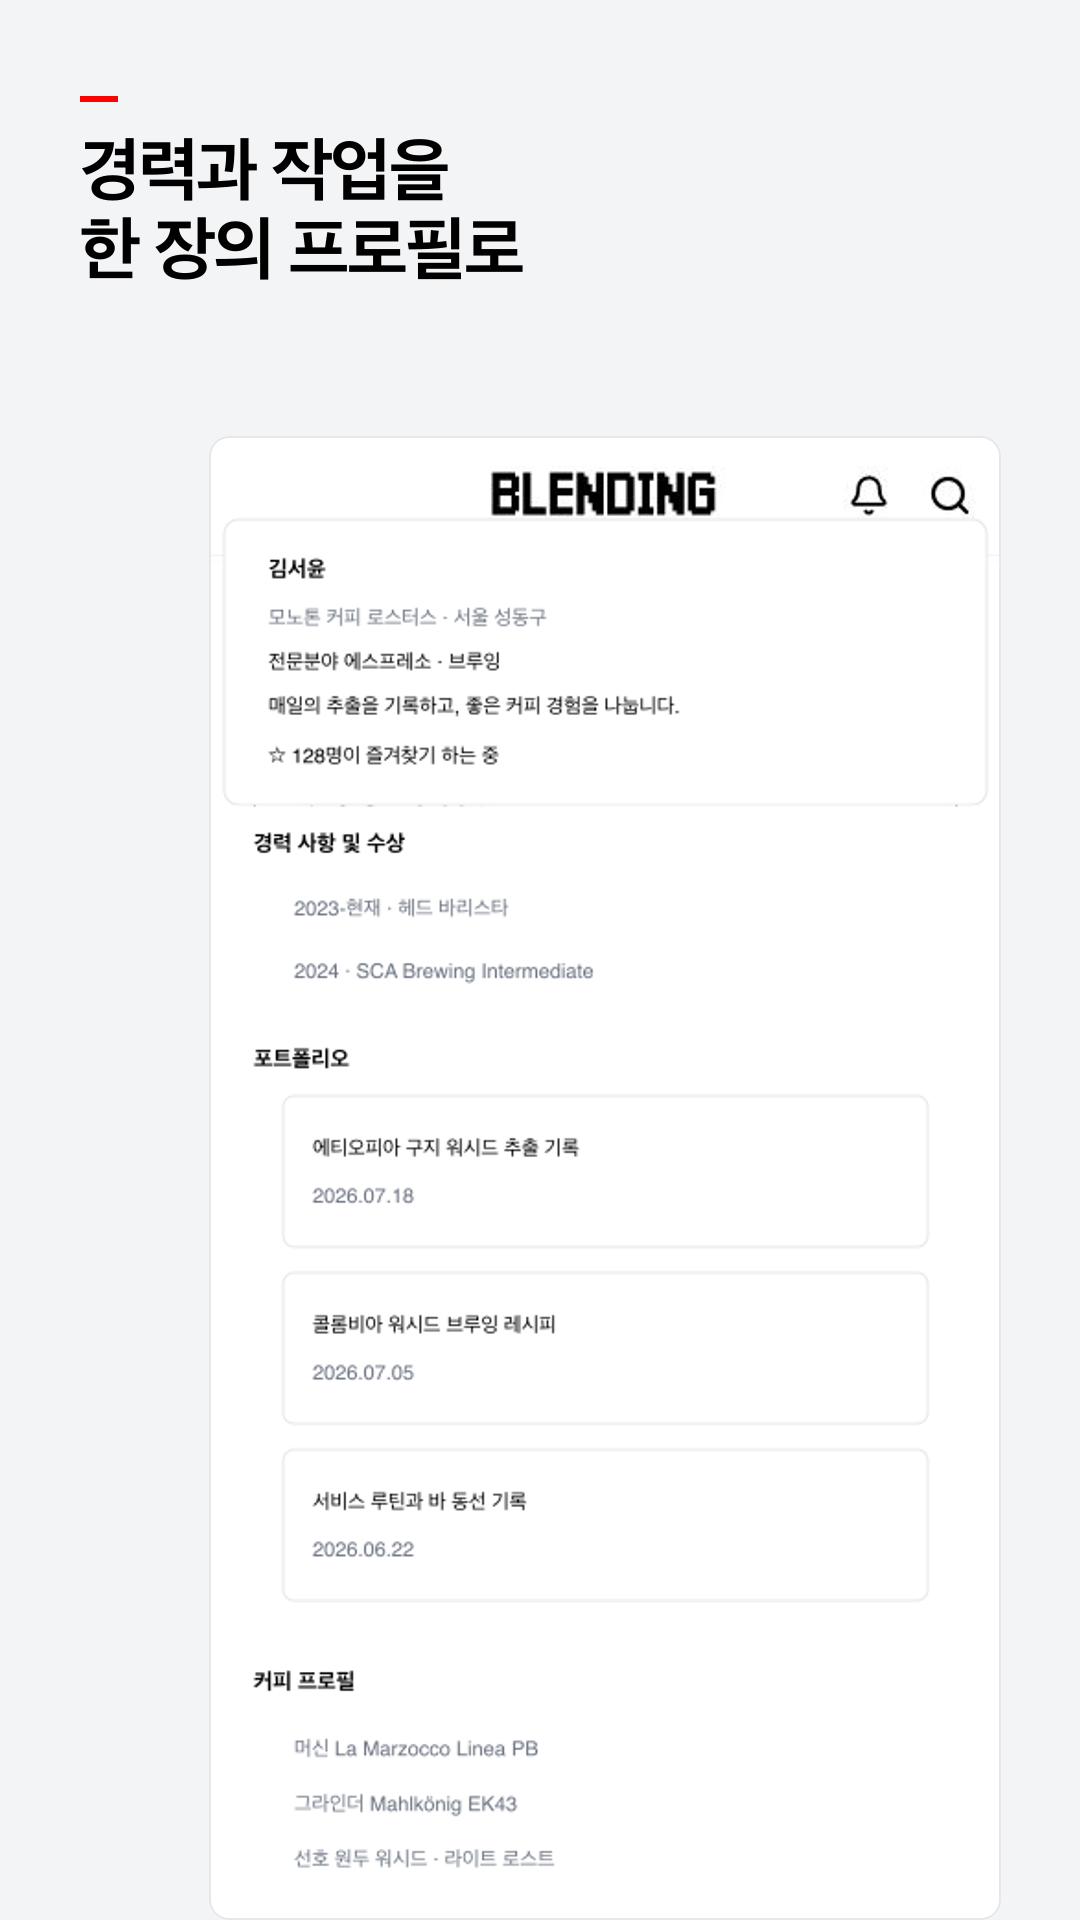 경력과 작업을
한 장의 프로필로
BLENDING
김서윤
모노톤 커피 로스터스 · 서울 성동구
전문분야 에스프레소 · 브루잉
매일의 추출을 기록하고, 좋은 커피 경험을 나눕니다.
☆ 128명이 즐겨찾기 하는 중
경력 사항 및 수상
2023-현재 · 헤드 바리스타
2024 · SCA Brewing Intermediate
포트폴리오
에티오피아 구지 워시드 추출 기록
2026.07.18
콜롬비아 워시드 브루잉 레시피
2026.07.05
서비스 루틴과 바 동선 기록
2026.06.22
커피 프로필
머신 La Marzocco Linea PB
그라인더 Mahlkönig EK43
선호 원두 워시드 · 라이트 로스트